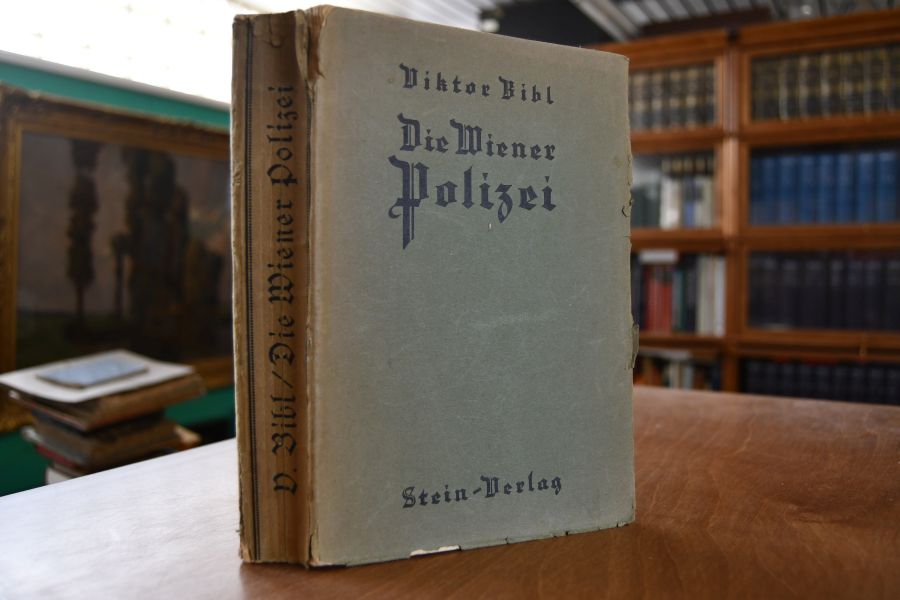 V. Bibl / Die Wiener Polizei
Viktor Bibl
Die Wiener
Polizei
Stein-Verlag